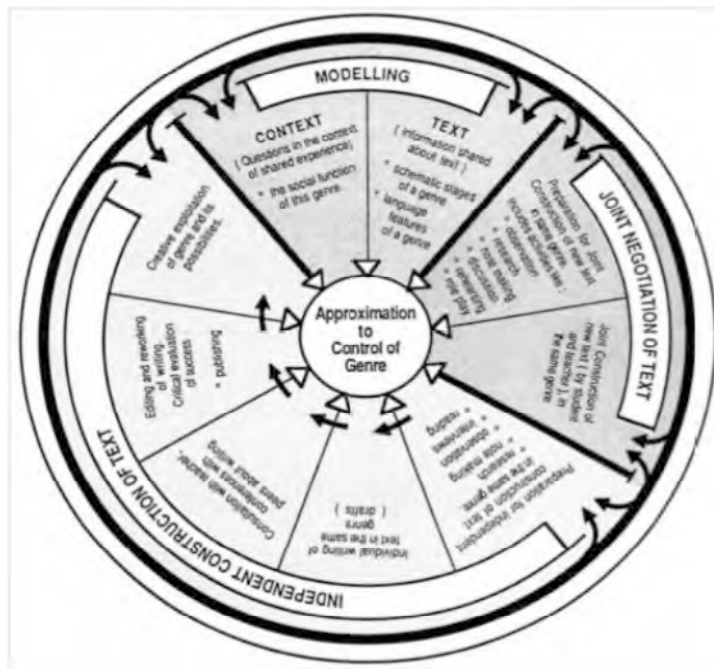 MODELLING
CONTEXT
( Questions in the context
of shared experience)
* the social function
of this genre.
TEXT
( information shared
about text )
* schematic stages
of a genre
* language
features
of a genre
JOINT NEGOTIATION OF TEXT
Preparation for Joint
Construction of new text
in same genre.
Includes activities like :
* observation
* research
* note making
* discussion
* rehearsing
* role play
Joint Construction of
new text ( by student
and teacher ), in
the same genre
INDEPENDENT CONSTRUCTION OF TEXT
Preparation for independent
construction of text
in the same genre.
* research
* note making
* observation
* interviews
* reading
Individual writing of
text in the same
genre
( drafts )
Consultation with teacher,
conferences with
peers about writing
Editing and reworking
of writing.
Critical evaluation
of success
* publishing
Creative exploitation
of genre and its
possibilities.
Approximation
to
Control of
Genre